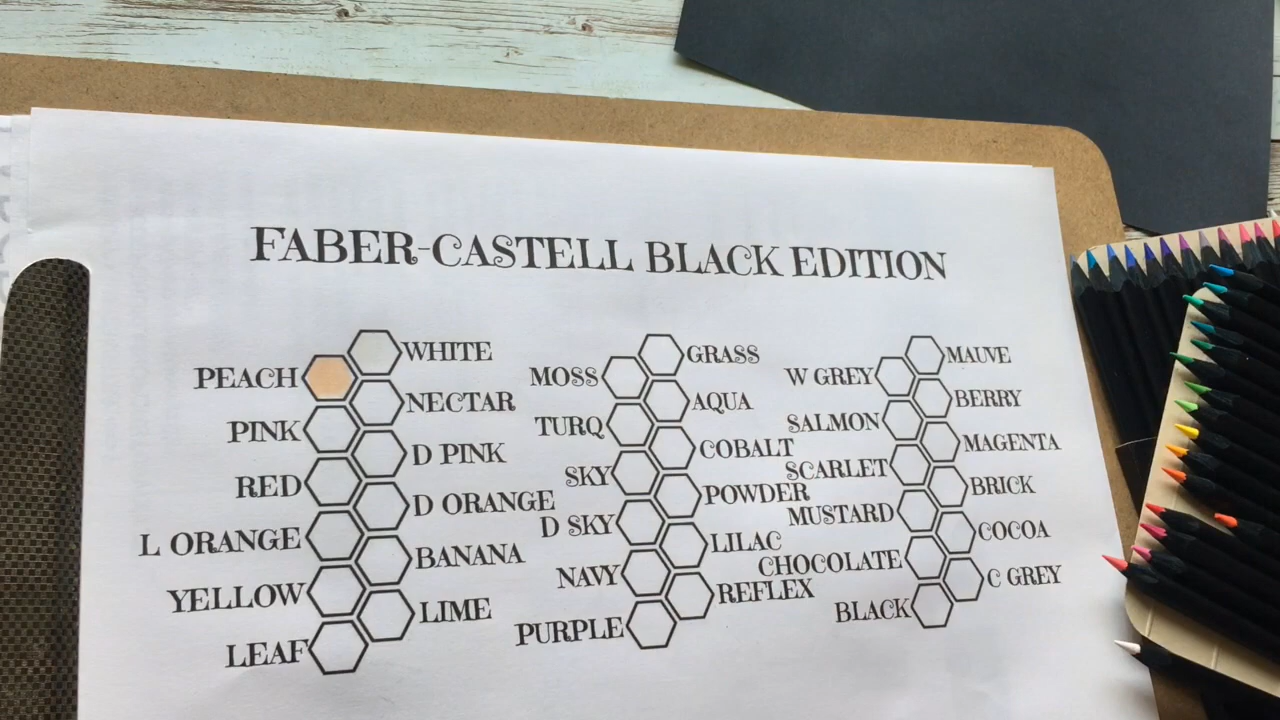 FABER-CASTELL BLACK EDITION
WHITE
PEACH
NECTAR
PINK
D PINK
RED
D ORANGE
L ORANGE
BANANA
YELLOW
LIME
LEAF
GRASS
MOSS
AQUA
TURQ
COBALT
SKY
POWDER
D SKY
LILAC
NAVY
REFLEX
PURPLE
MAUVE
W GREY
BERRY
SALMON
MAGENTA
SCARLET
BRICK
MUSTARD
COCOA
CHOCOLATE
C GREY
BLACK